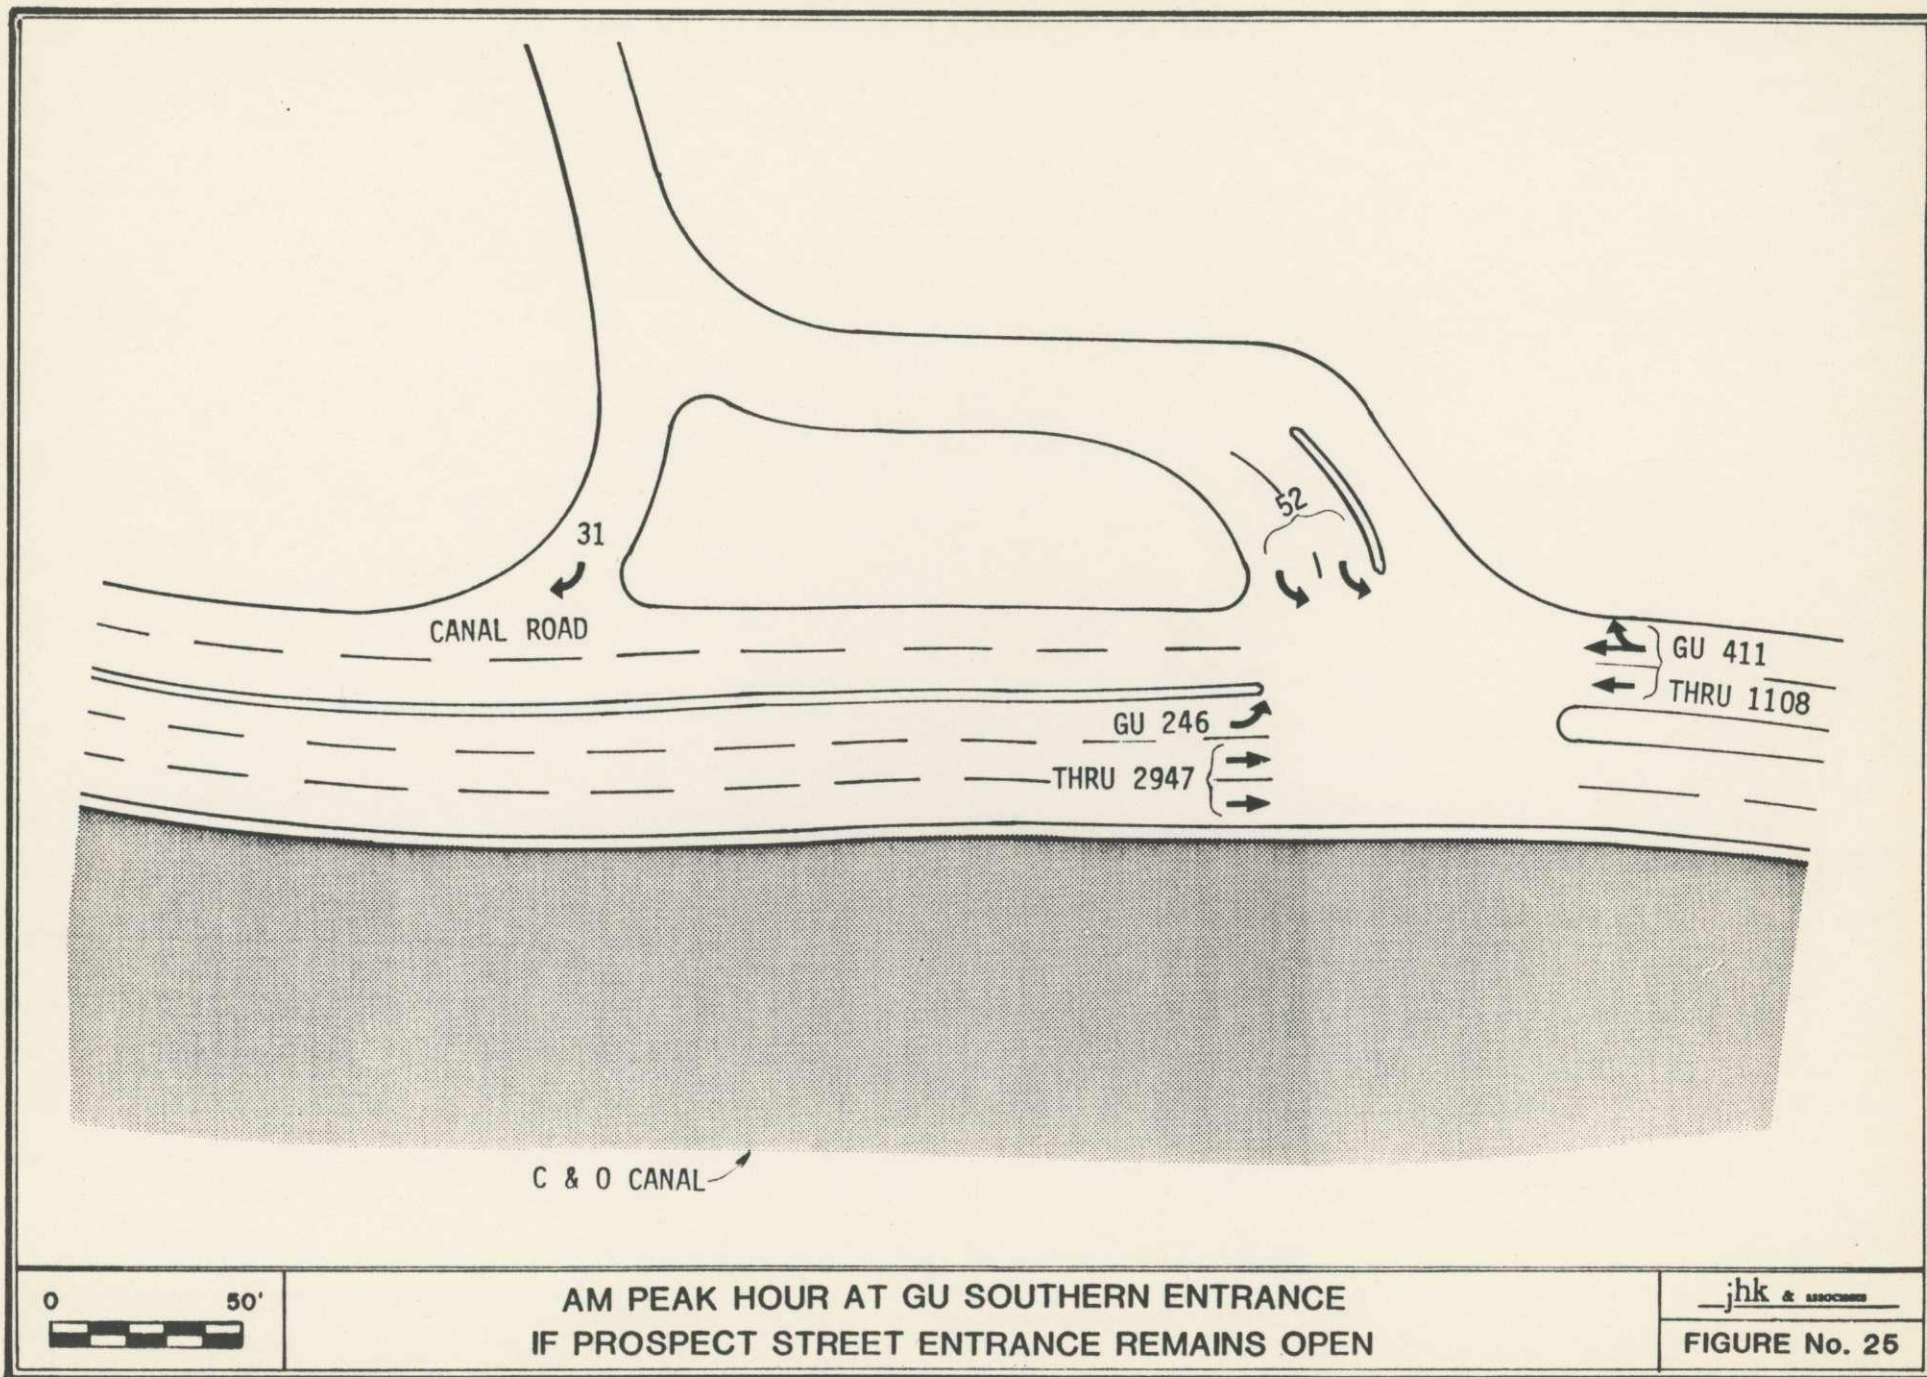 52
31
CANAL ROAD
GU 411
THRU 1108
GU 246
THRU 2947
C & O CANAL
0 50'
AM PEAK HOUR AT GU SOUTHERN ENTRANCE
IF PROSPECT STREET ENTRANCE REMAINS OPEN
jhk & ASSOCIATES
FIGURE No. 25